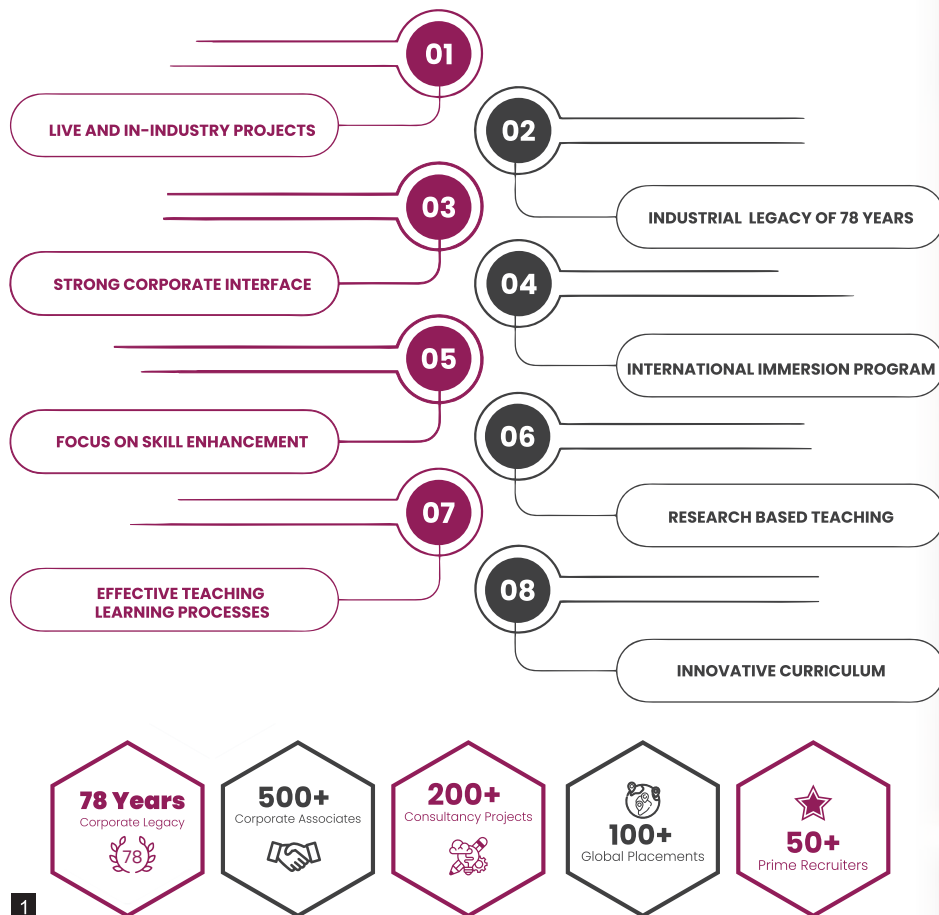 01
LIVE AND IN-INDUSTRY PROJECTS
02
INDUSTRIAL LEGACY OF 78 YEARS
03
STRONG CORPORATE INTERFACE
04
INTERNATIONAL IMMERSION PROGRAM
05
FOCUS ON SKILL ENHANCEMENT
06
RESEARCH BASED TEACHING
07
EFFECTIVE TEACHING
LEARNING PROCESSES
08
INNOVATIVE CURRICULUM
78 Years
Corporate Legacy
78
500+
Corporate Associates
200+
Consultancy Projects
100+
Global Placements
50+
Prime Recruiters
1